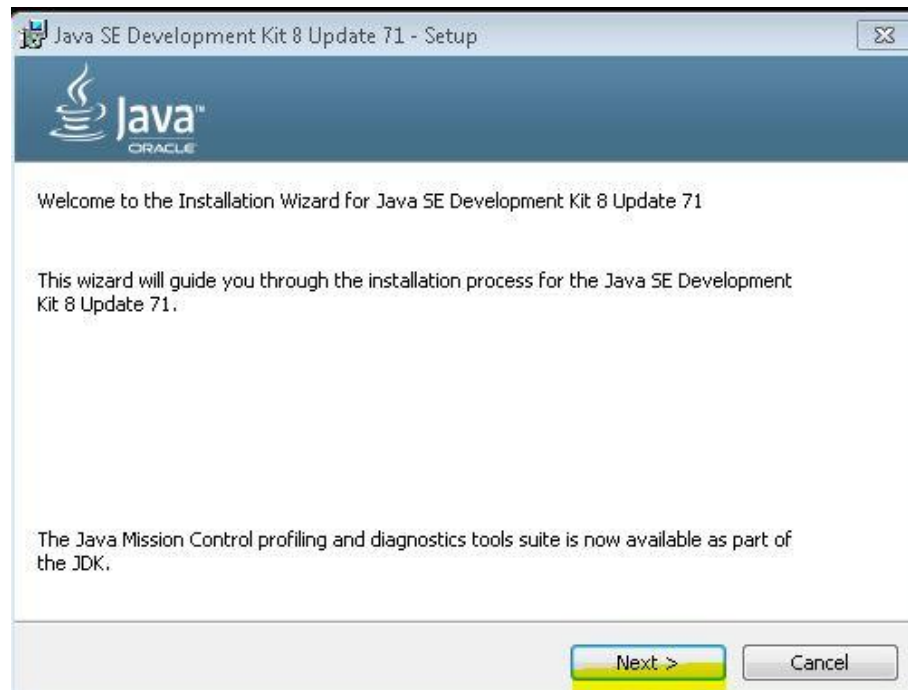 Java SE Development Kit 8 Update 71 - Setup
Java™
ORACLE
Welcome to the Installation Wizard for Java SE Development Kit 8 Update 71
This wizard will guide you through the installation process for the Java SE Development
Kit 8 Update 71.
The Java Mission Control profiling and diagnostics tools suite is now available as part of
the JDK.
Next >
Cancel